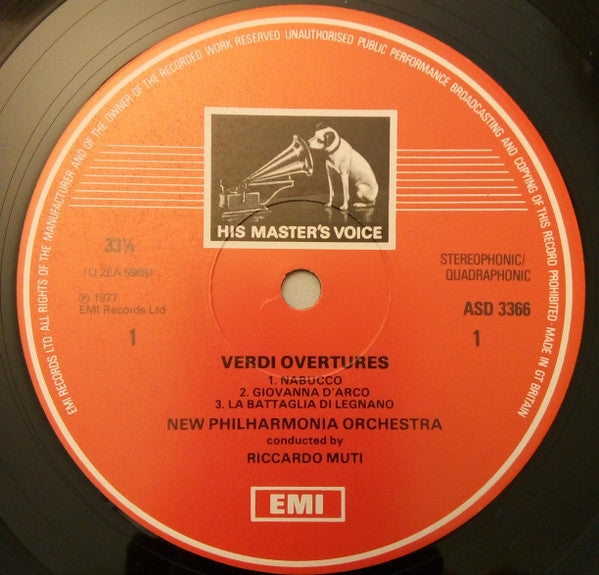 EMI RECORDS LTD ALL RIGHTS OF THE MANUFACTURER AND OF THE OWNER OF THE RECORDED WORK RESERVED UNAUTHORISED PUBLIC PERFORMANCE BROADCASTING AND COPYING OF THIS RECORD PROHIBITED · MADE IN GT BRITAIN
HIS MASTER'S VOICE
33⅓
STEREOPHONIC/
QUADRAPHONIC
℗ 1977
EMI Records Ltd
ASD 3366
1
1
VERDI OVERTURES
1. NABUCCO
2. GIOVANNA D'ARCO
3. LA BATTAGLIA DI LEGNANO
NEW PHILHARMONIA ORCHESTRA
conducted by
RICCARDO MUTI
EMI